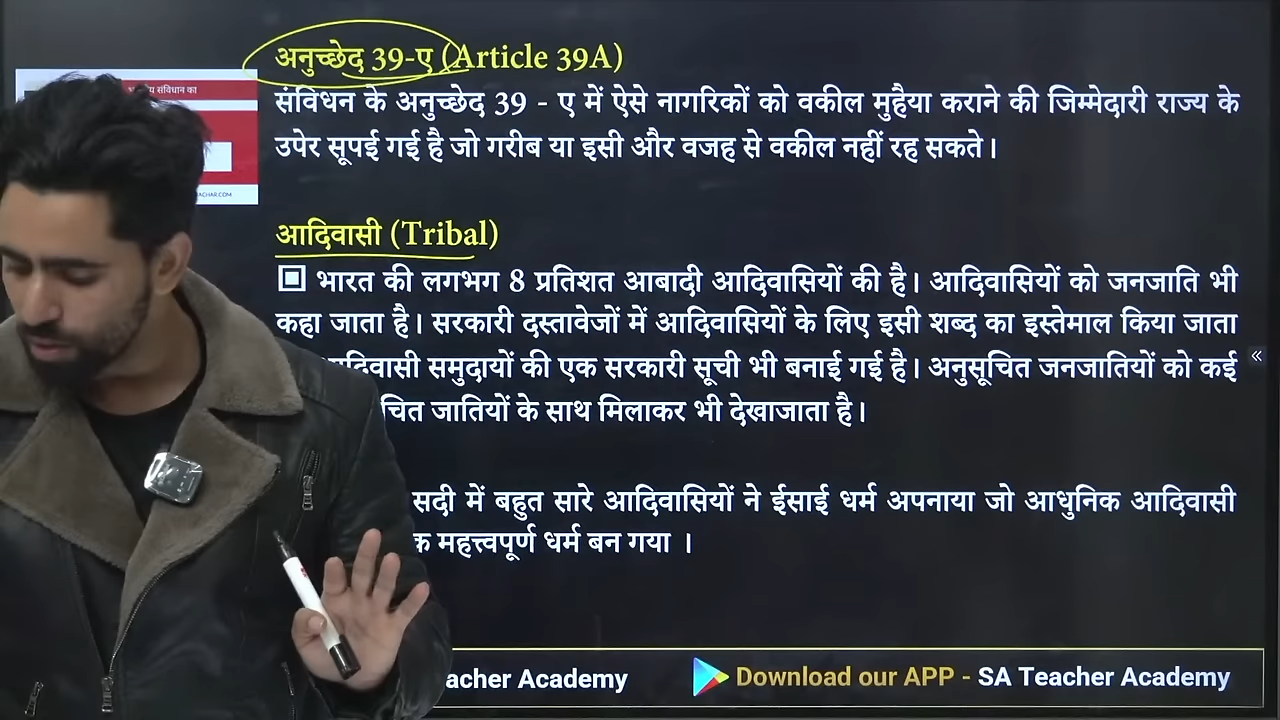 अनुच्छेद 39-ए (Article 39A)
संविधन के अनुच्छेद 39 - ए में ऐसे नागरिकों को वकील मुहैया कराने की जिम्मेदारी राज्य के
उपेर सूपई गई है जो गरीब या इसी और वजह से वकील नहीं रह सकते।
संविधान का
ACHAR.COM
आदिवासी (Tribal)
भारत की लगभग 8 प्रतिशत आबादी आदिवासियों की है। आदिवासियों को जनजाति भी
कहा जाता है। सरकारी दस्तावेजों में आदिवासियों के लिए इसी शब्द का इस्तेमाल किया जाता
समुदायों की एक सरकारी सूची भी बनाई गई है। अनुसूचित जनजातियों को कई
चित जातियों के साथ मिलाकर भी देखाजाता है।
«
सदी में बहुत सारे आदिवासियों ने ईसाई धर्म अपनाया जो आधुनिक आदिवासी
क महत्त्वपूर्ण धर्म बन गया ।
acher Academy
Download our APP - SA Teacher Academy